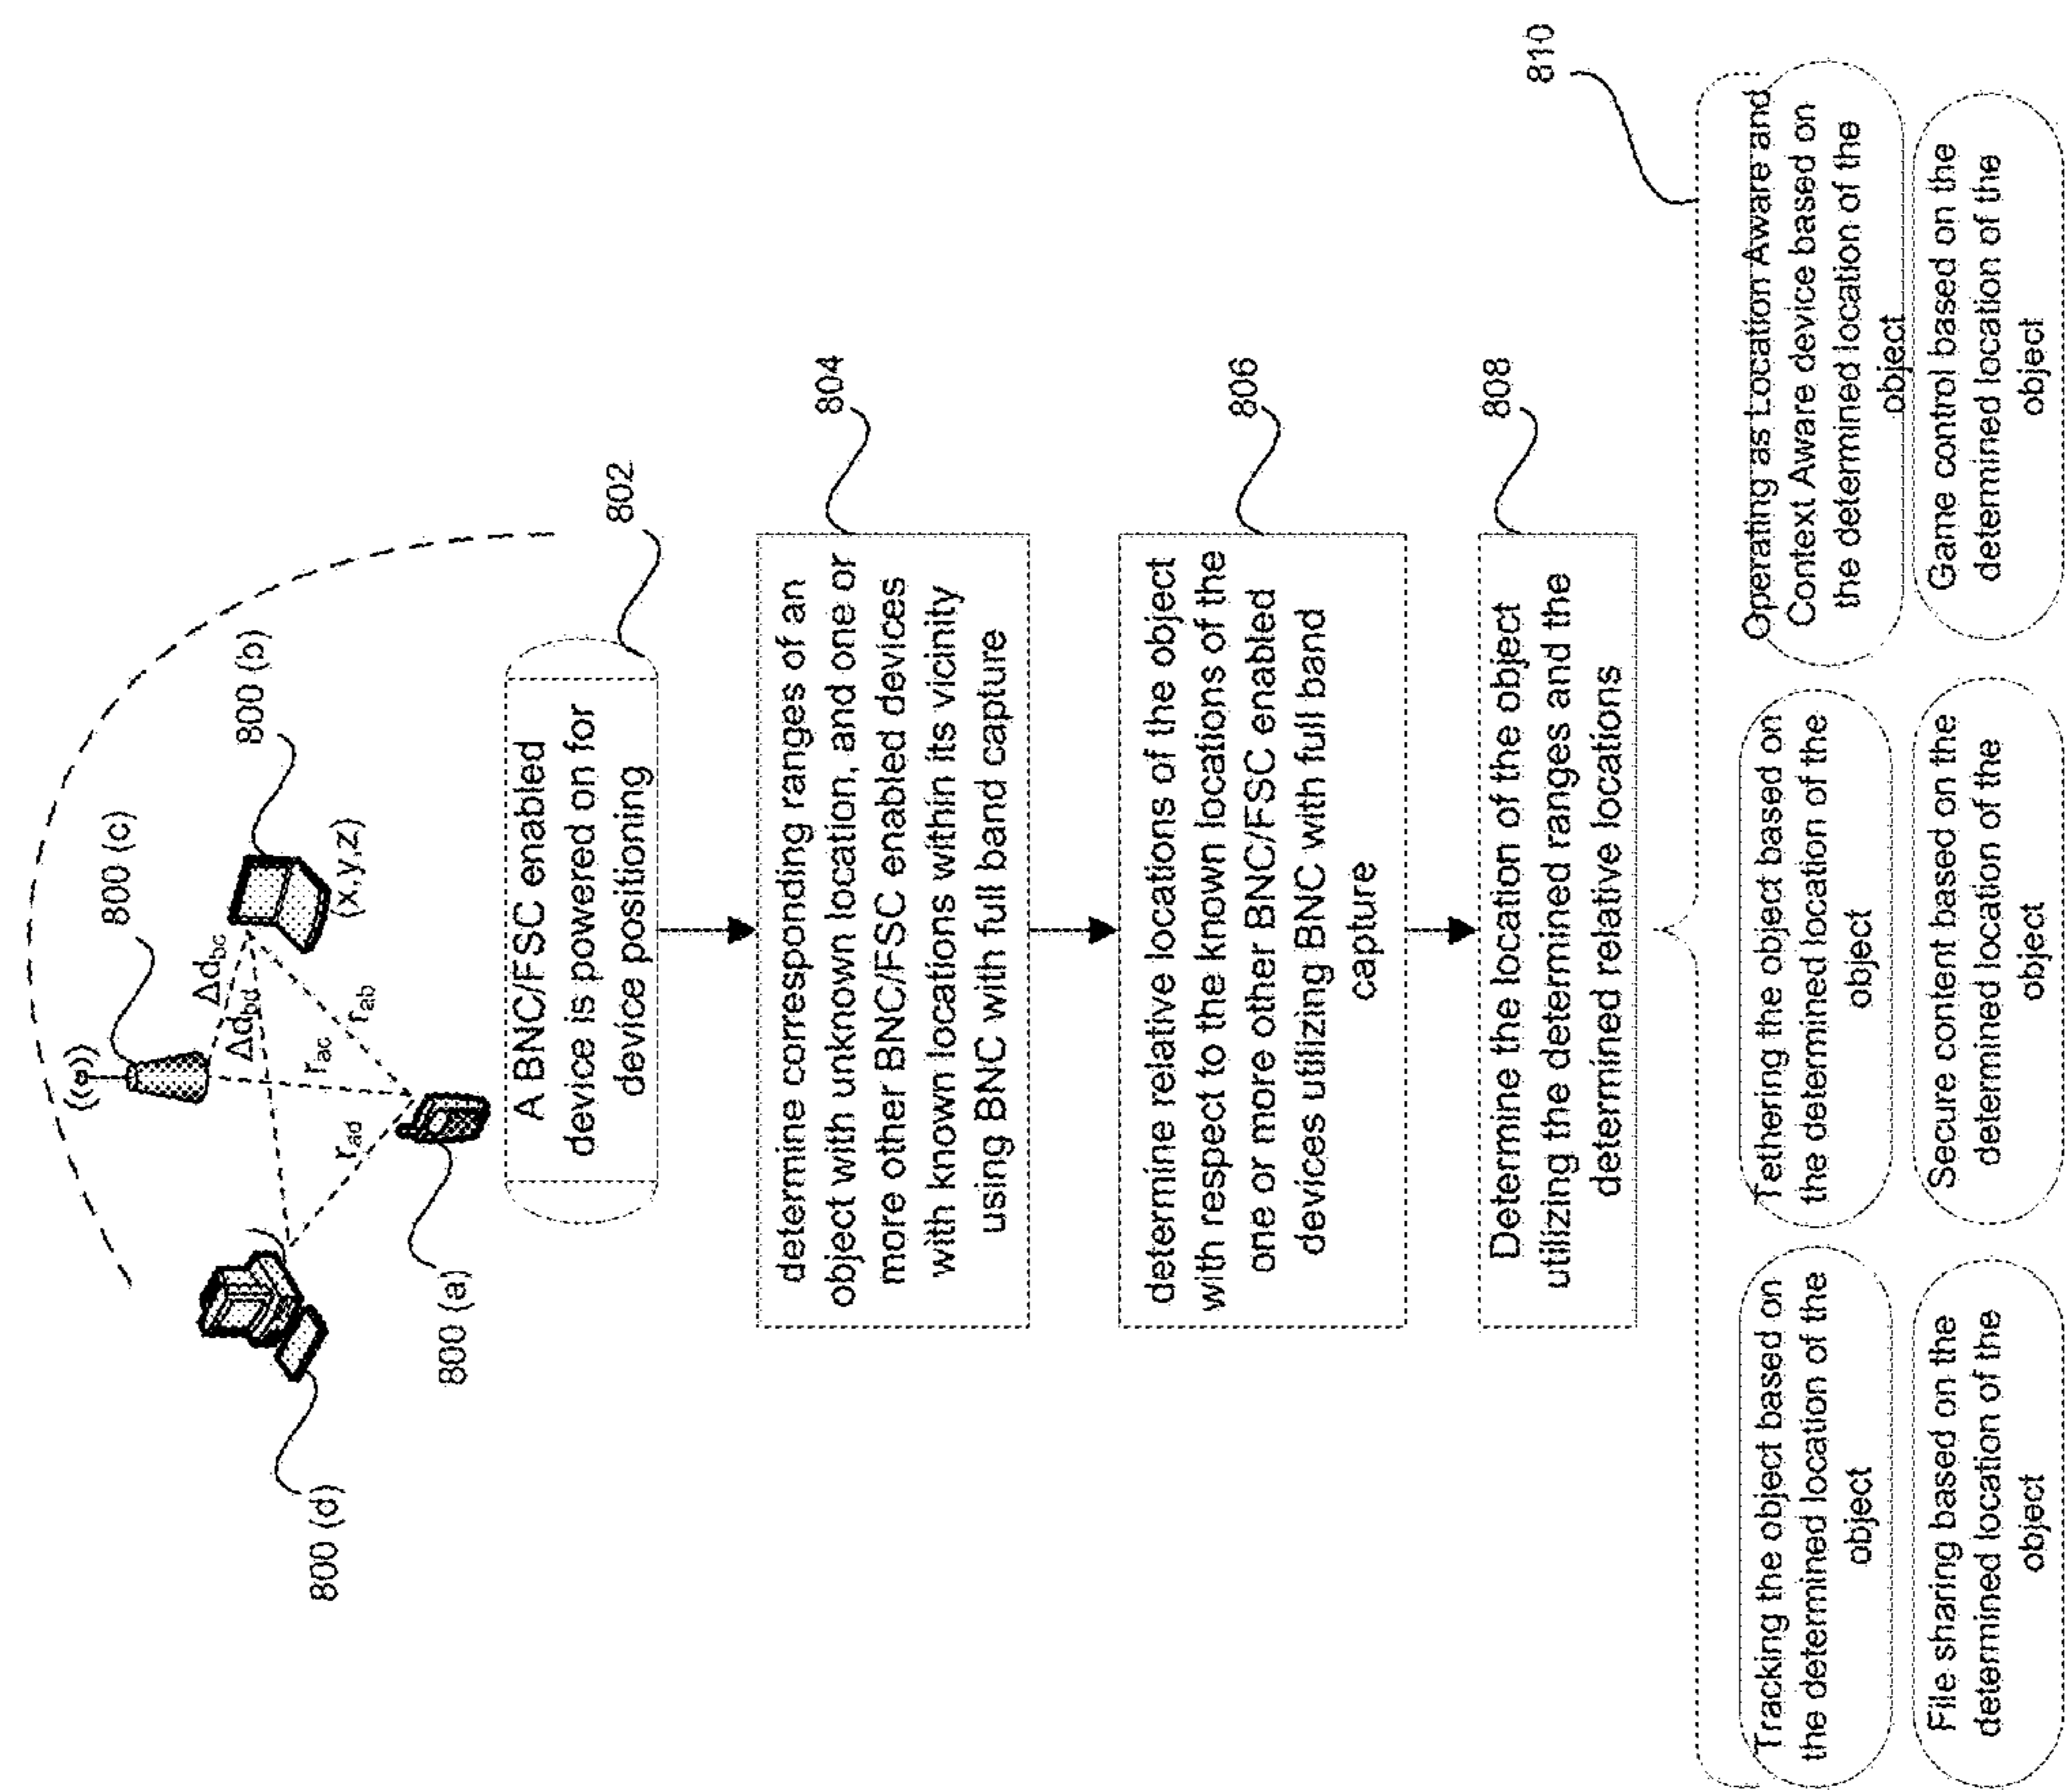 800 (d)
800 (c)
800 (b)
800 (a)
Δd_bc
Δd_bd
(x,y,z)
r_ad
r_ac
r_ab
802
A BNC/FSC enabled
device is powered on for
device positioning
804
determine corresponding ranges of an
object with unknown location, and one or
more other BNC/FSC enabled devices
with known locations within its vicinity
using BNC with full band capture
806
determine relative locations of the object
with respect to the known locations of the
one or more other BNC/FSC enabled
devices utilizing BNC with full band
capture
808
Determine the location of the object
utilizing the determined ranges and the
determined relative locations
810
Tracking the object based on
the determined location of the
object
Tethering the object based on
the determined location of the
object
Operating as Location Aware and
Context Aware device based on
the determined location of the
object
File sharing based on the
determined location of the
object
Secure content based on the
determined location of the
object
Game control based on the
determined location of the
object